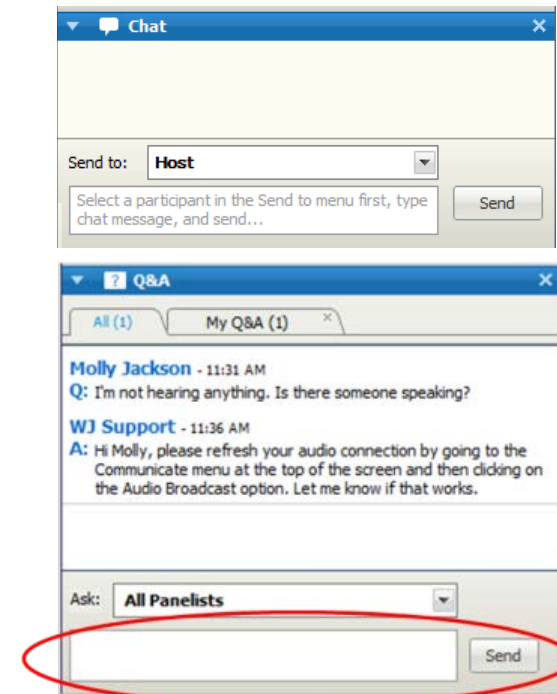 Chat
Send to: Host
Select a participant in the Send to menu first, type
chat message, and send...
Send
? Q&A
All (1) My Q&A (1)
Molly Jackson - 11:31 AM
Q: I'm not hearing anything. Is there someone speaking?
WJ Support - 11:36 AM
A: Hi Molly, please refresh your audio connection by going to the
Communicate menu at the top of the screen and then clicking on
the Audio Broadcast option. Let me know if that works.
Ask: All Panelists
Send